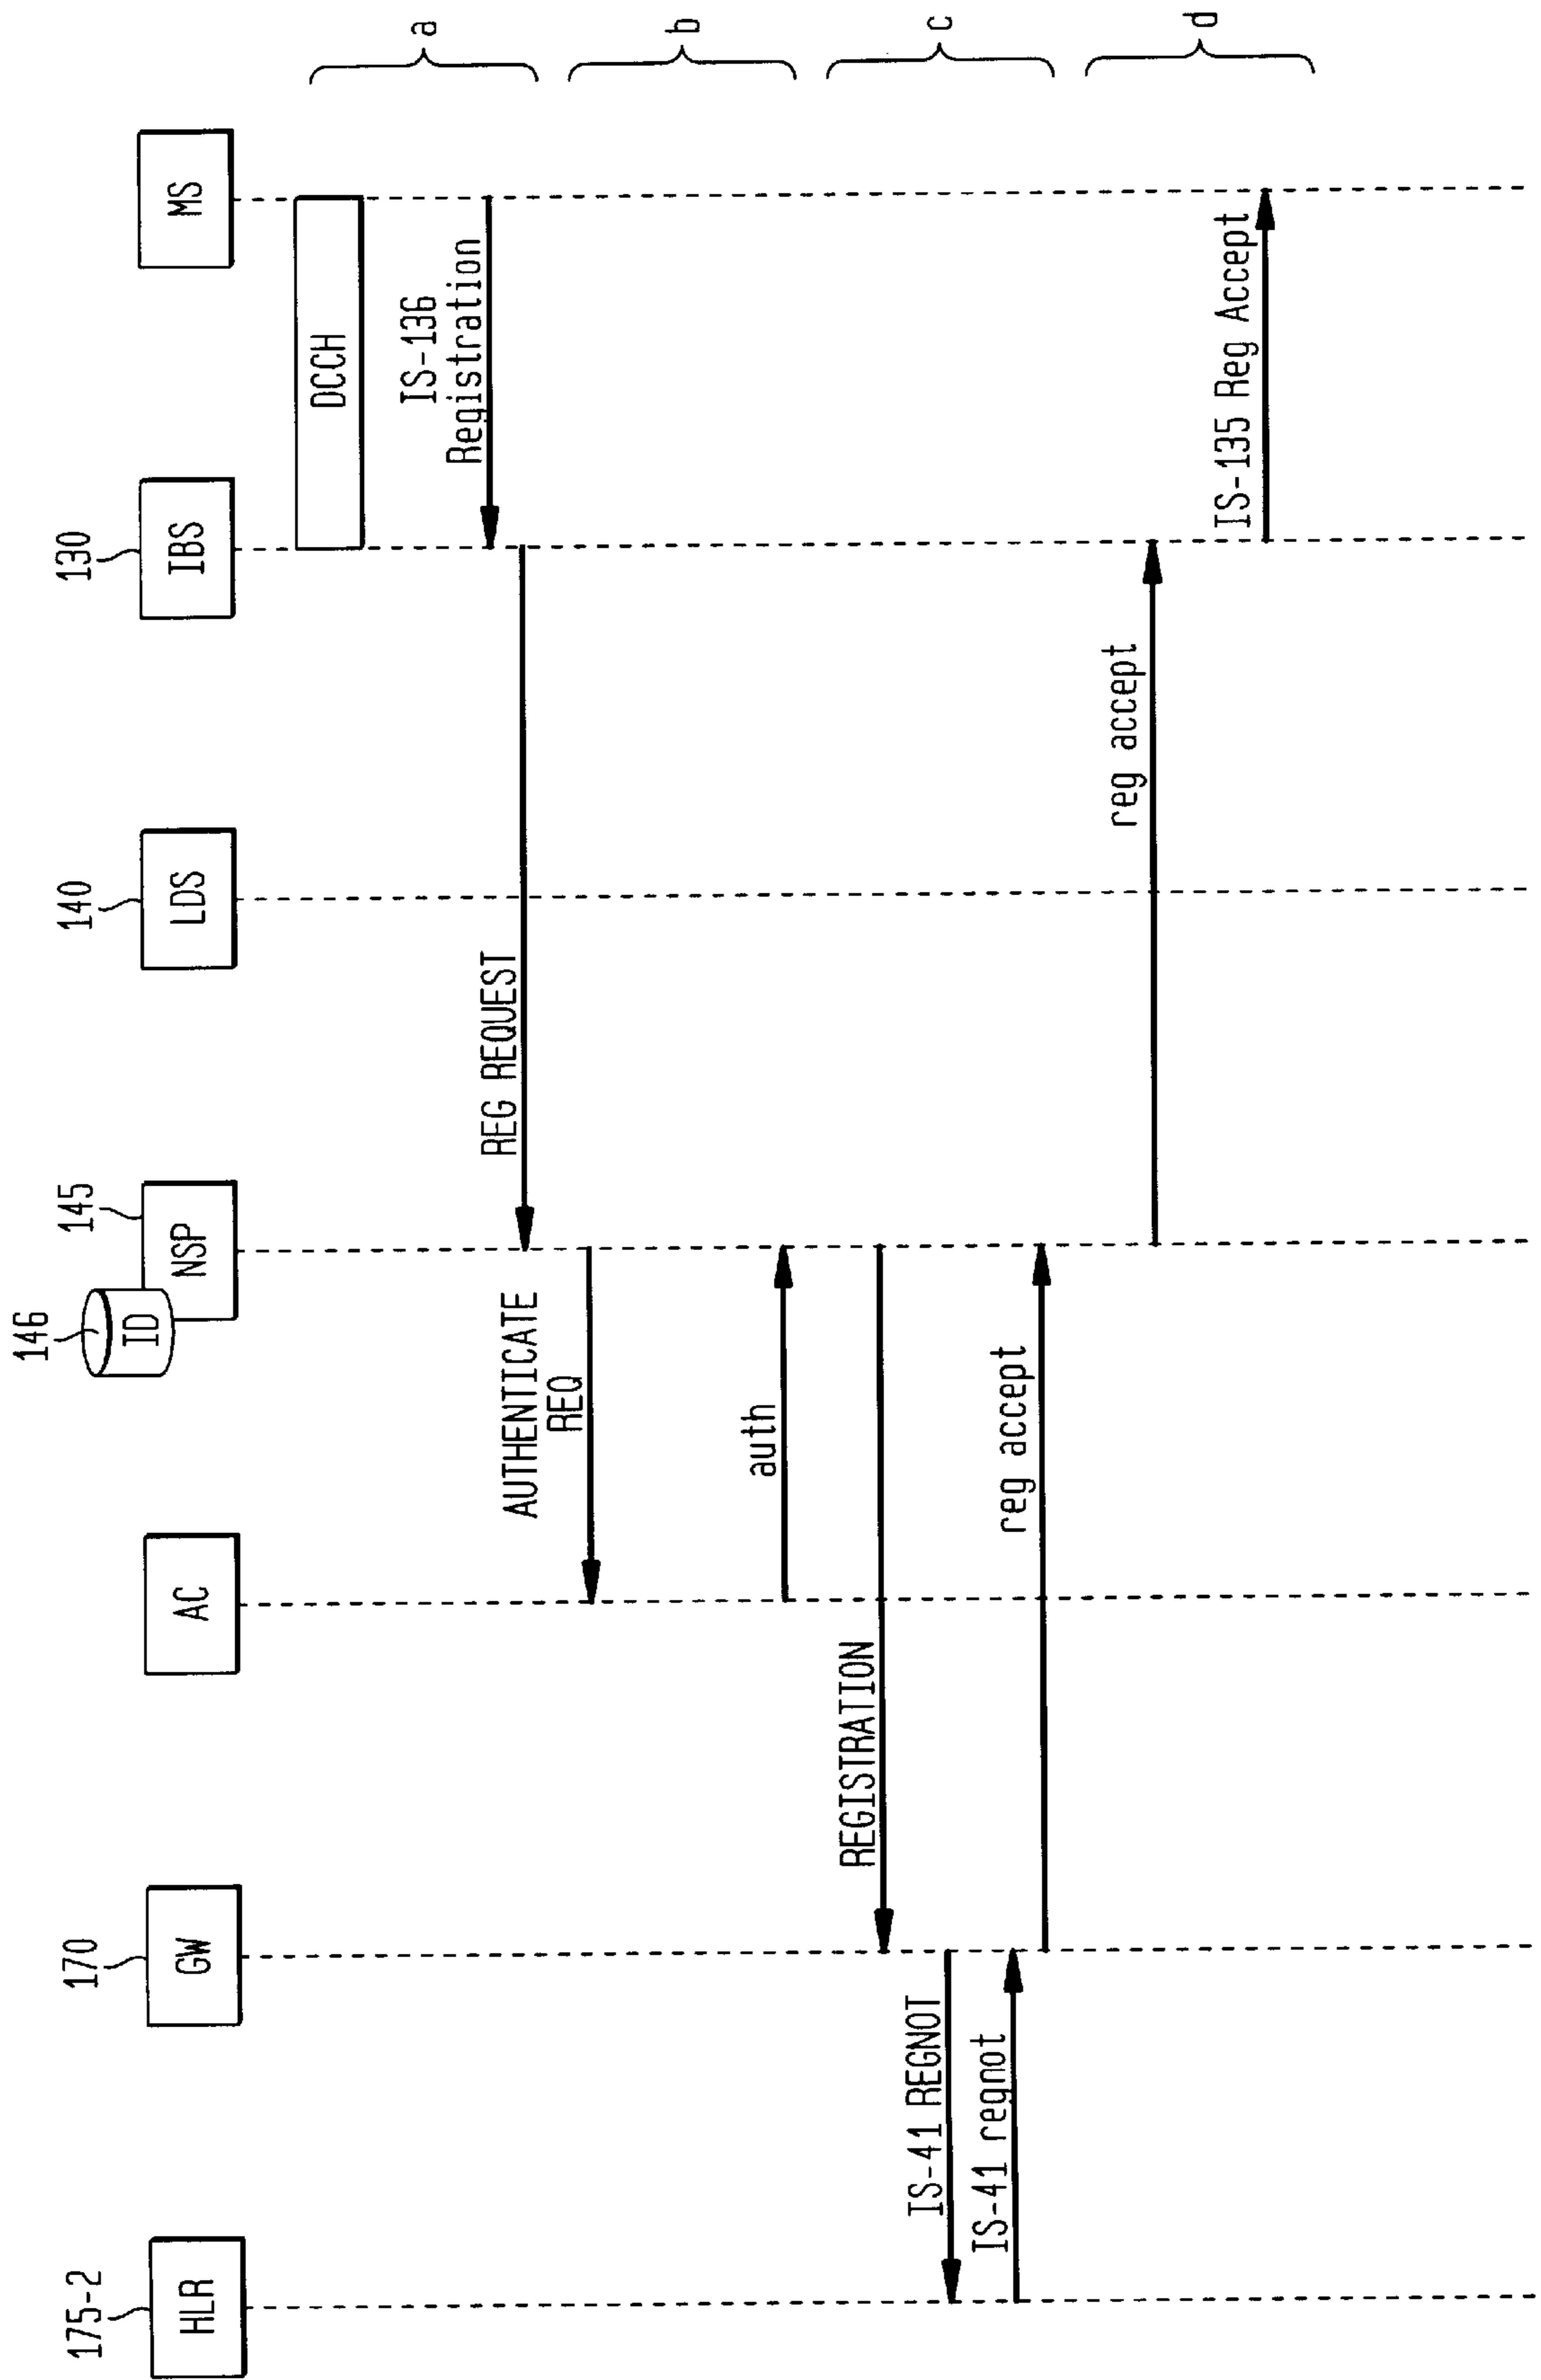 175-2
HLR
170
GW
AC
146
ID
145
NSP
140
LDS
130
IBS
MS
DCCH
a
IS-136
Registration
REG REQUEST
AUTHENTICATE
REQ
b
auth
c
REGISTRATION
IS-41 REGNOT
IS-41 regnot
reg accept
d
reg accept
IS-135 Reg Accept